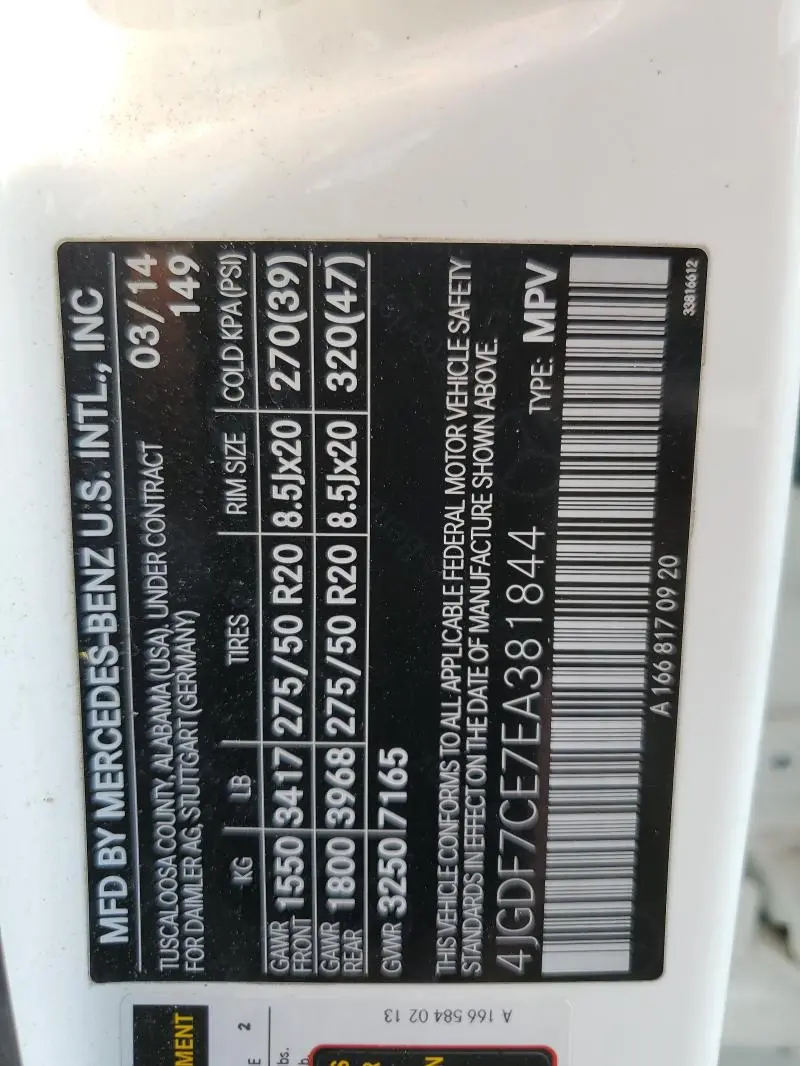 MFD BY MERCEDES-BENZ U.S. INTL., INC
TUSCALOOSA COUNTY, ALABAMA (USA), UNDER CONTRACT 03/14
FOR DAIMLER AG, STUTTGART (GERMANY) 149
KG LB TIRES RIM SIZE COLD KPA (PSI)
GAWR FRONT 1550 3417 275/50 R20 8.5Jx20 270(39)
GAWR REAR 1800 3968 275/50 R20 8.5Jx20 320(47)
GVWR 3250 7165
THIS VEHICLE CONFORMS TO ALL APPLICABLE FEDERAL MOTOR VEHICLE SAFETY
STANDARDS IN EFFECT ON THE DATE OF MANUFACTURE SHOWN ABOVE.
4JGDF7CE7EA381844 TYPE: MPV
A 166 817 09 20
33816612
A 166 584 02 13
MENT
E 2
bs.